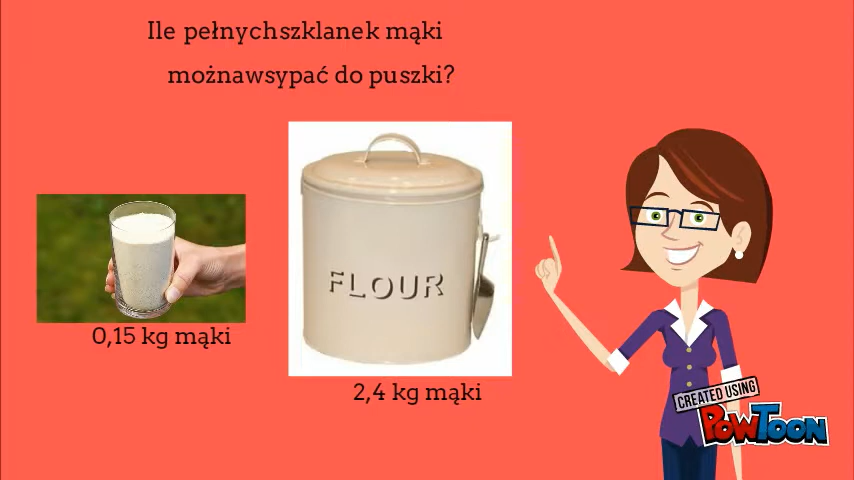 Ile pełnychszklanek mąki
możnawsypać do puszki?
FLOUR
0,15 kg mąki
2,4 kg mąki
CREATED USING
POWTOON